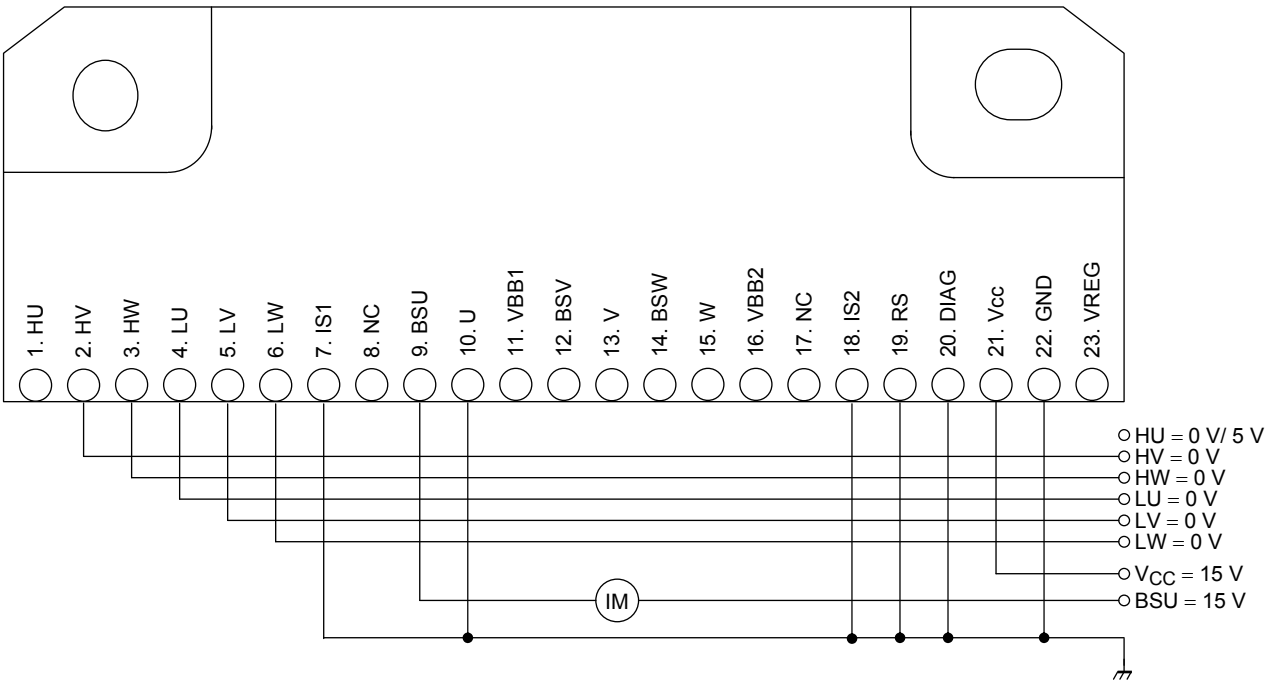 1. HU
2. HV
3. HW
4. LU
5. LV
6. LW
7. IS1
8. NC
9. BSU
10. U
11. VBB1
12. BSV
13. V
14. BSW
15. W
16. VBB2
17. NC
18. IS2
19. RS
20. DIAG
21. Vcc
22. GND
23. VREG
HU = 0 V/ 5 V
HV = 0 V
HW = 0 V
LU = 0 V
LV = 0 V
LW = 0 V
VCC = 15 V
IM
BSU = 15 V